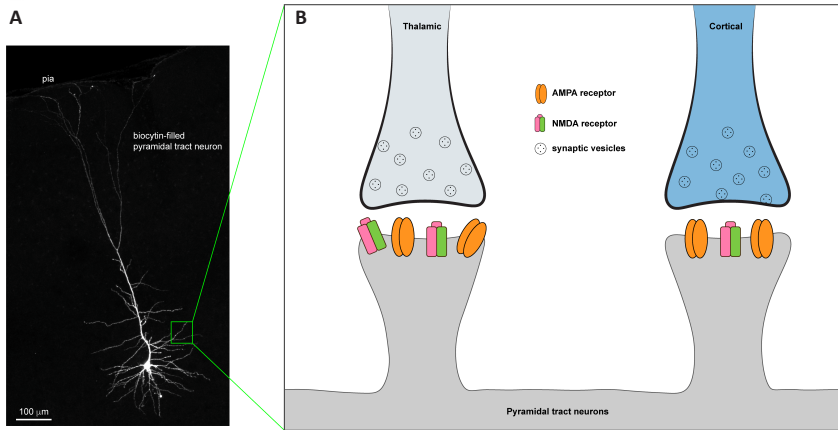 A
B
pia
biocytin-filled
pyramidal tract neuron
100 µm
Thalamic
Cortical
AMPA receptor
NMDA receptor
synaptic vesicles
Pyramidal tract neurons